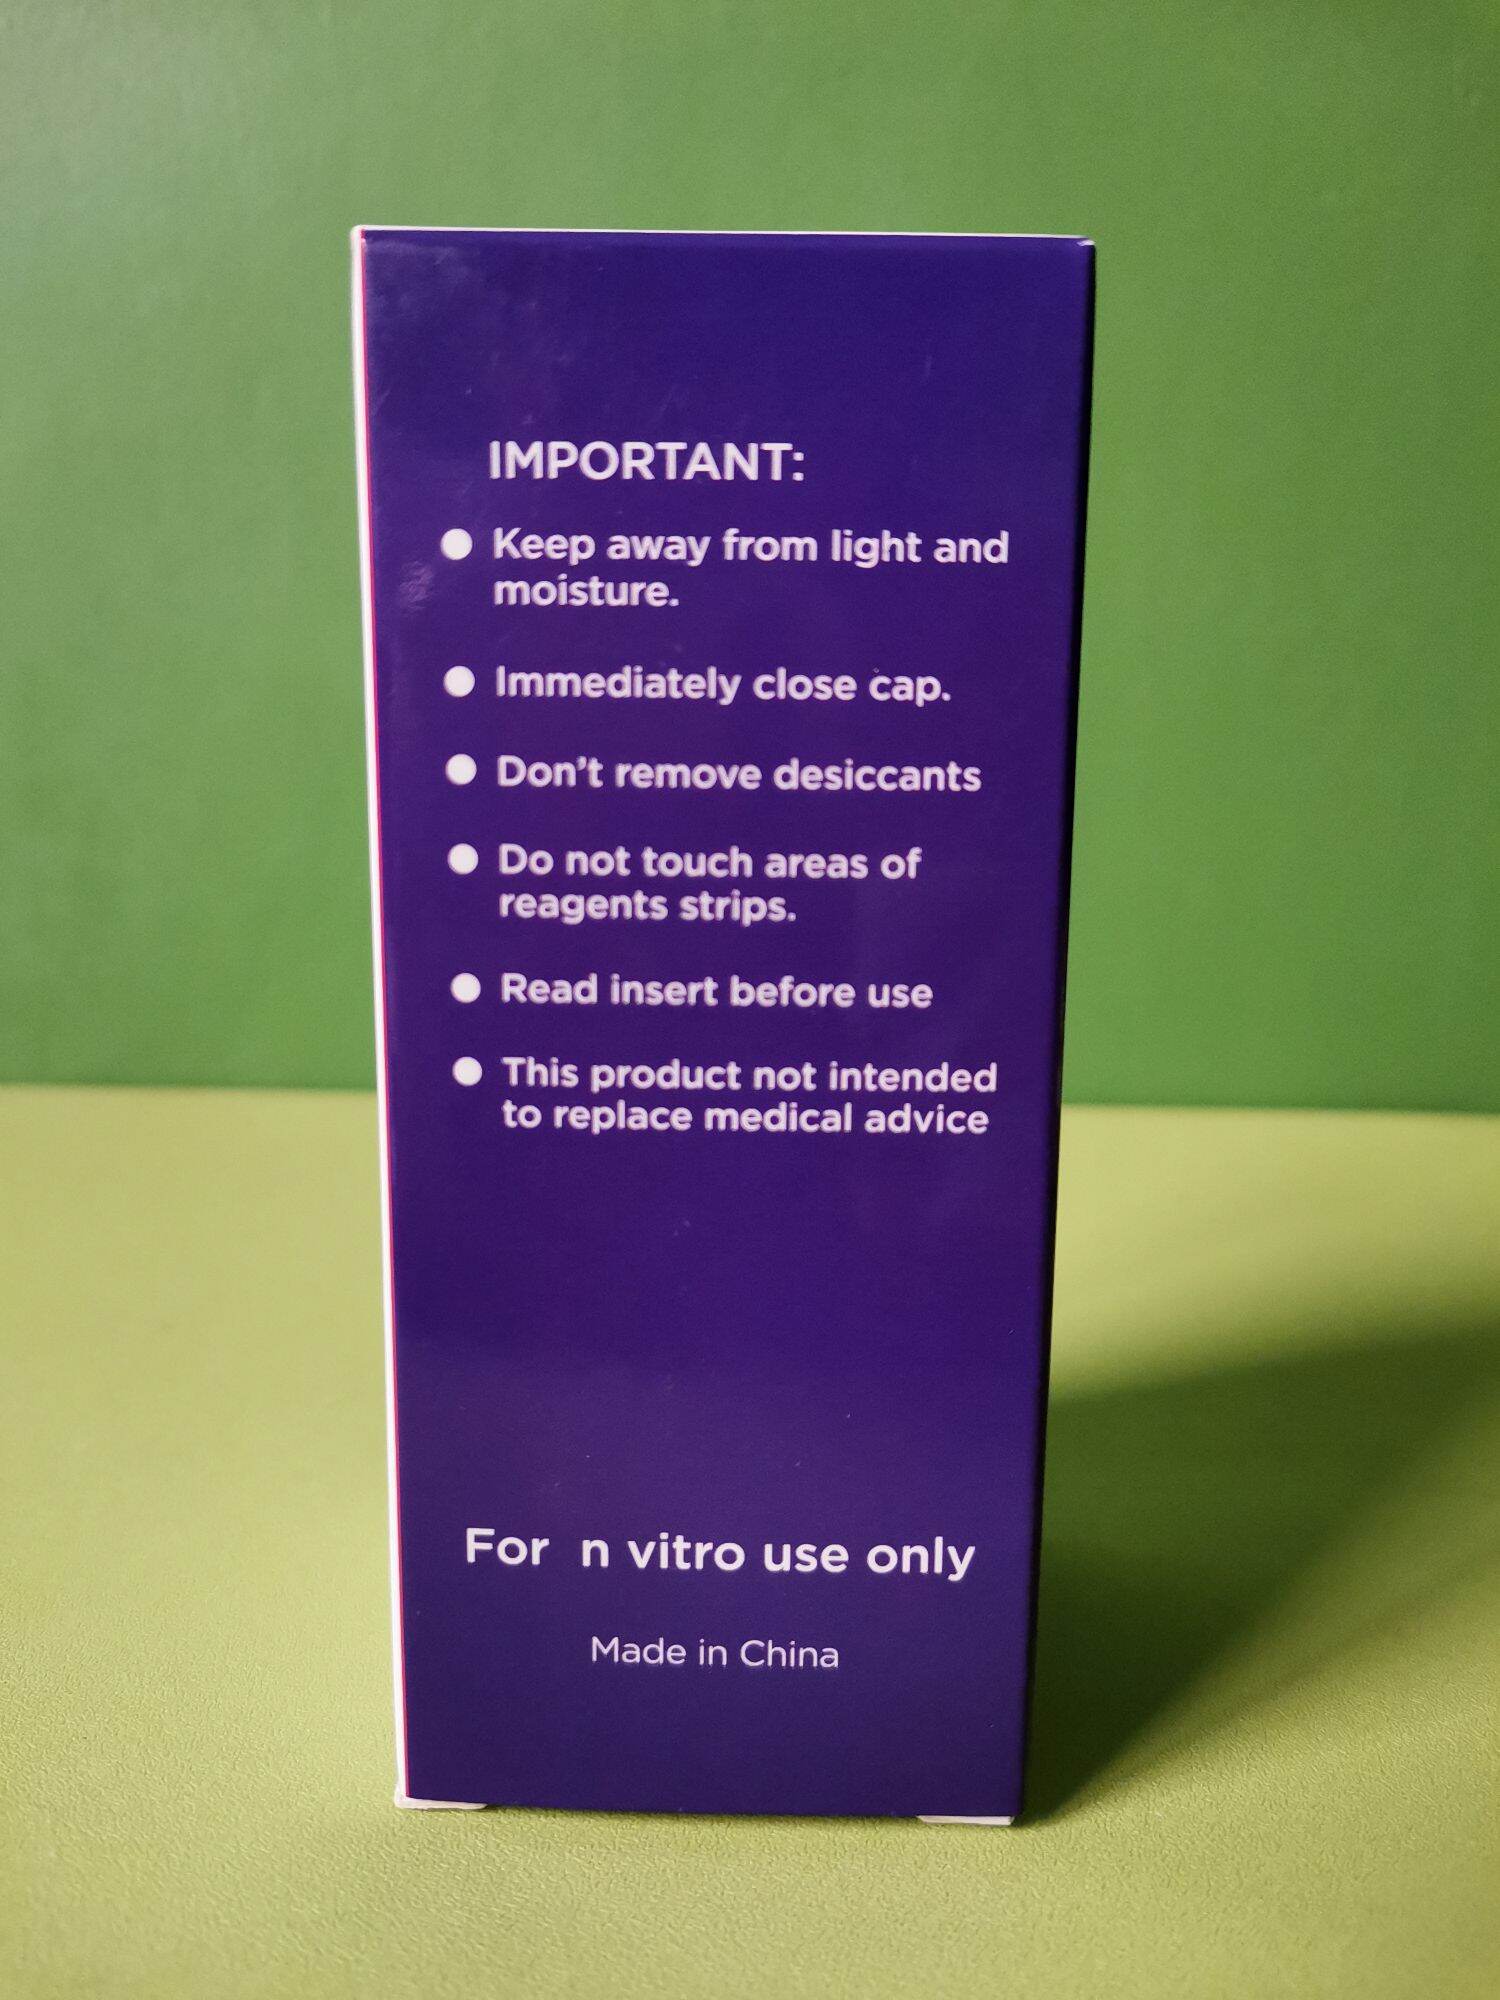 IMPORTANT:
● Keep away from light and
moisture.
● Immediately close cap.
● Don't remove desiccants
● Do not touch areas of
reagents strips.
● Read insert before use
● This product not intended
to replace medical advice
For n vitro use only
Made in China